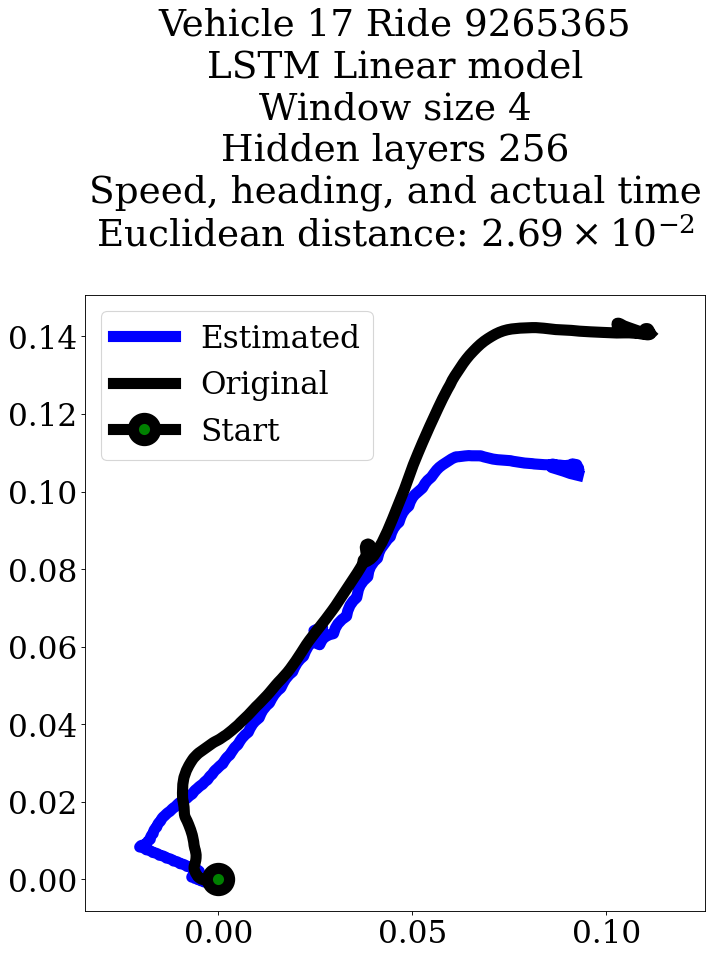 Vehicle 17 Ride 9265365
LSTM Linear model
Window size 4
Hidden layers 256
Speed, heading, and actual time
Euclidean distance: 2.69 × 10⁻²
Estimated
Original
Start
0.14
0.12
0.10
0.08
0.06
0.04
0.02
0.00
0.00 0.05 0.10